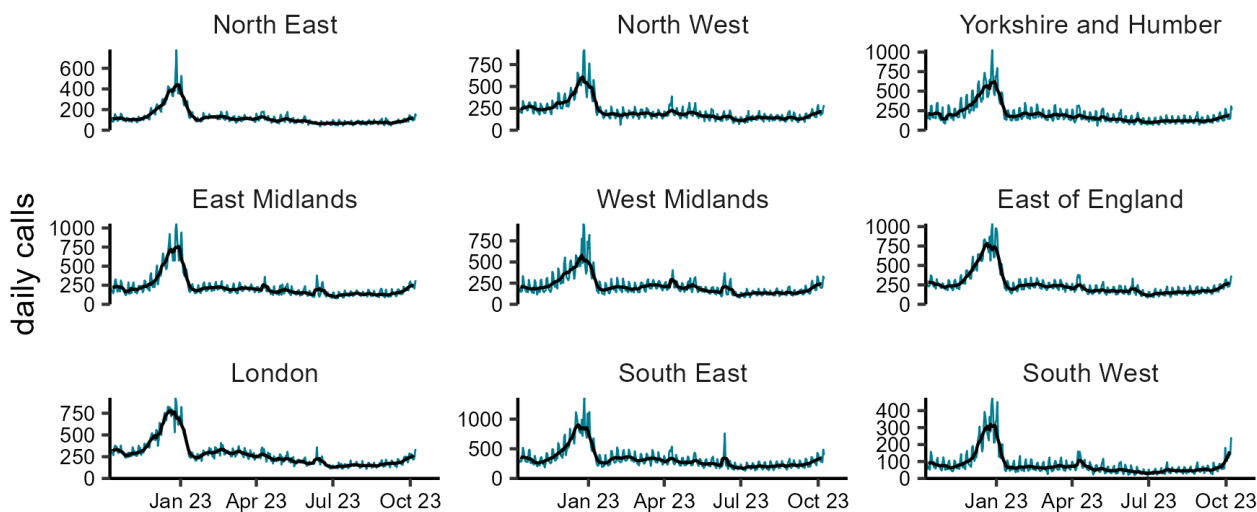 North East North West Yorkshire and Humber
600 750 1000
400 500 750
200 250 500
0 0 250
0
daily calls
East Midlands West Midlands East of England
1000 750 1000
750 500 750
500 250 500
250 0 250
0 0
London South East South West
750 1000 400
500 500 300
250 0 200
0 100
0
Jan 23 Apr 23 Jul 23 Oct 23 Jan 23 Apr 23 Jul 23 Oct 23 Jan 23 Apr 23 Jul 23 Oct 23